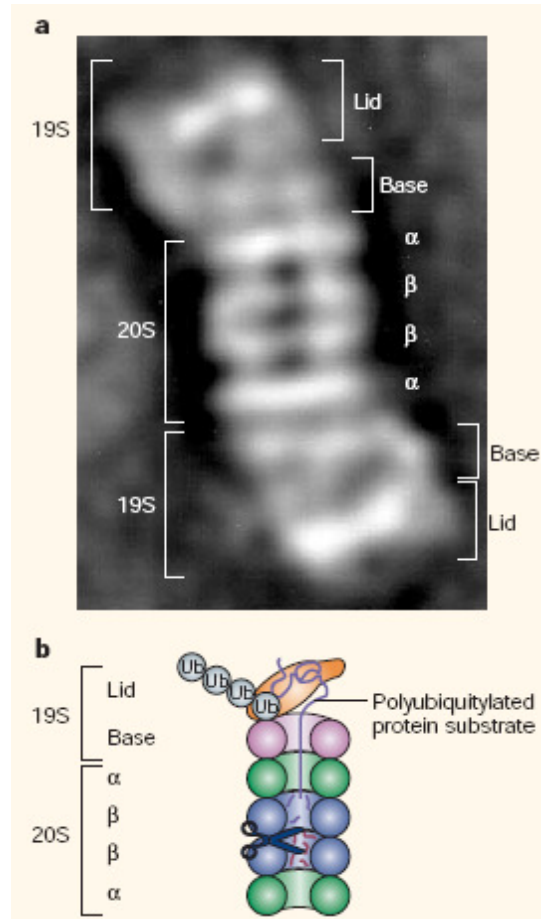 a
Lid
19S
Base
α
β
20S
β
α
Base
19S
Lid
b
Ub
Ub
Ub
Ub
Lid
19S
Polyubiquitylated
protein substrate
Base
α
β
20S
β
α